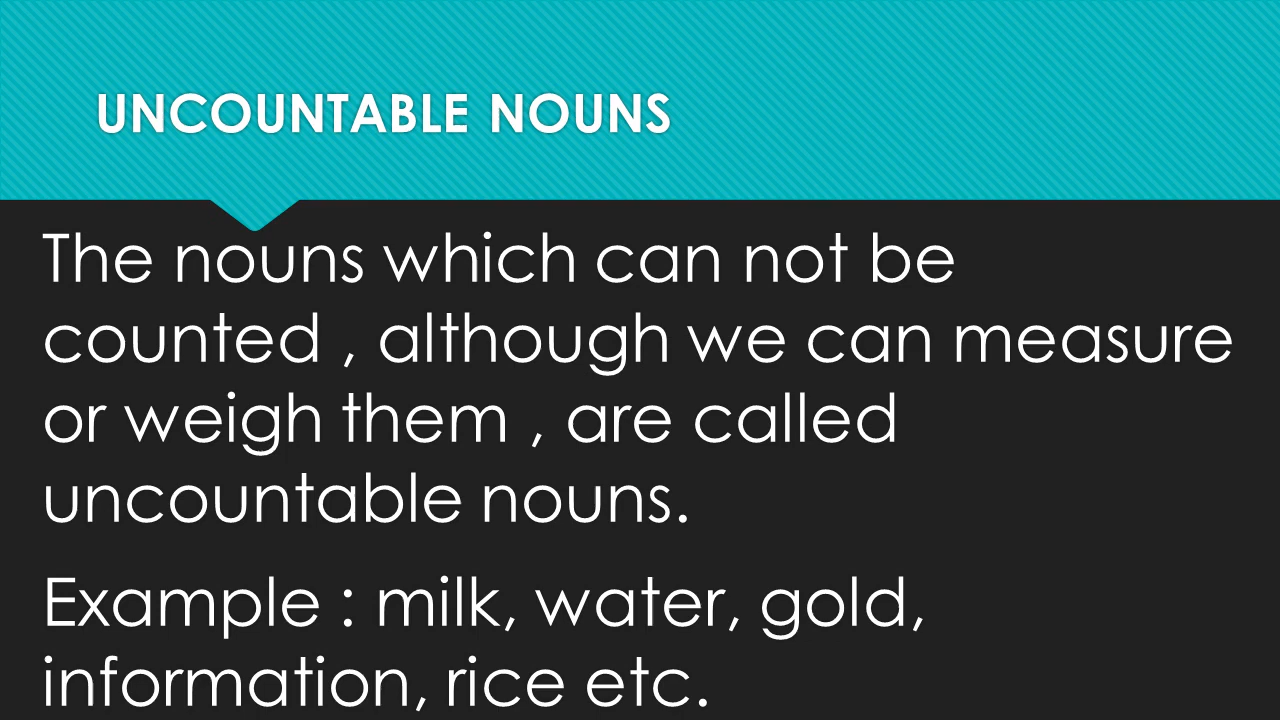 UNCOUNTABLE NOUNS
The nouns which can not be
counted , although we can measure
or weigh them , are called
uncountable nouns.
Example : milk, water, gold,
information, rice etc.